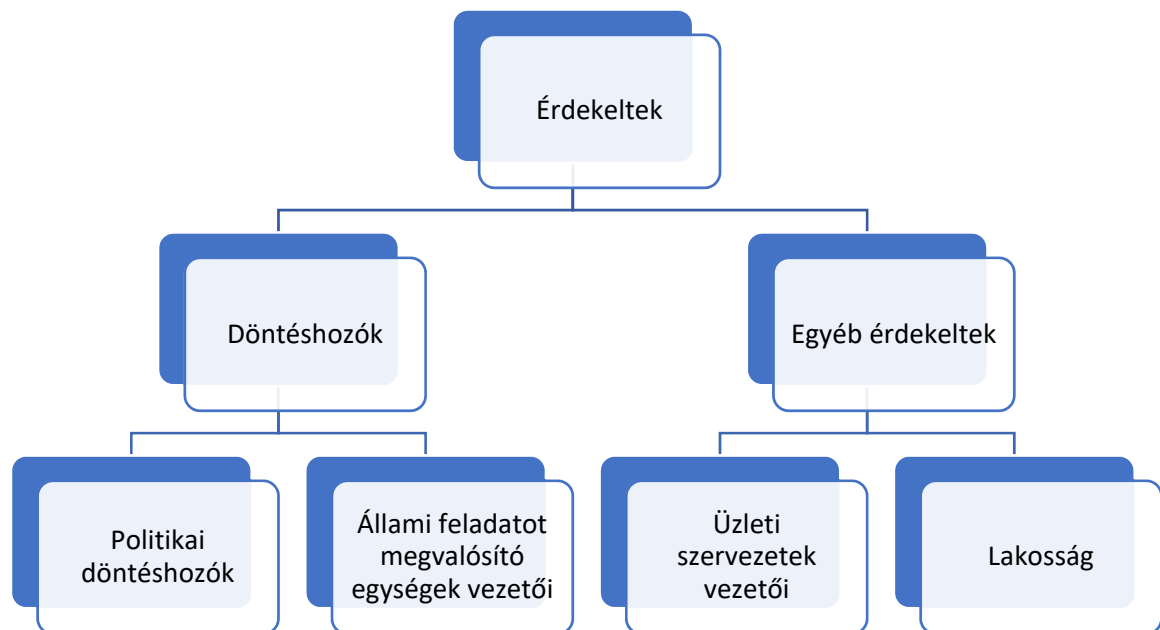 Érdekeltek
Döntéshozók
Egyéb érdekeltek
Politikai
döntéshozók
Állami feladatot
megvalósító
egységek vezetői
Üzleti
szervezetek
vezetői
Lakosság